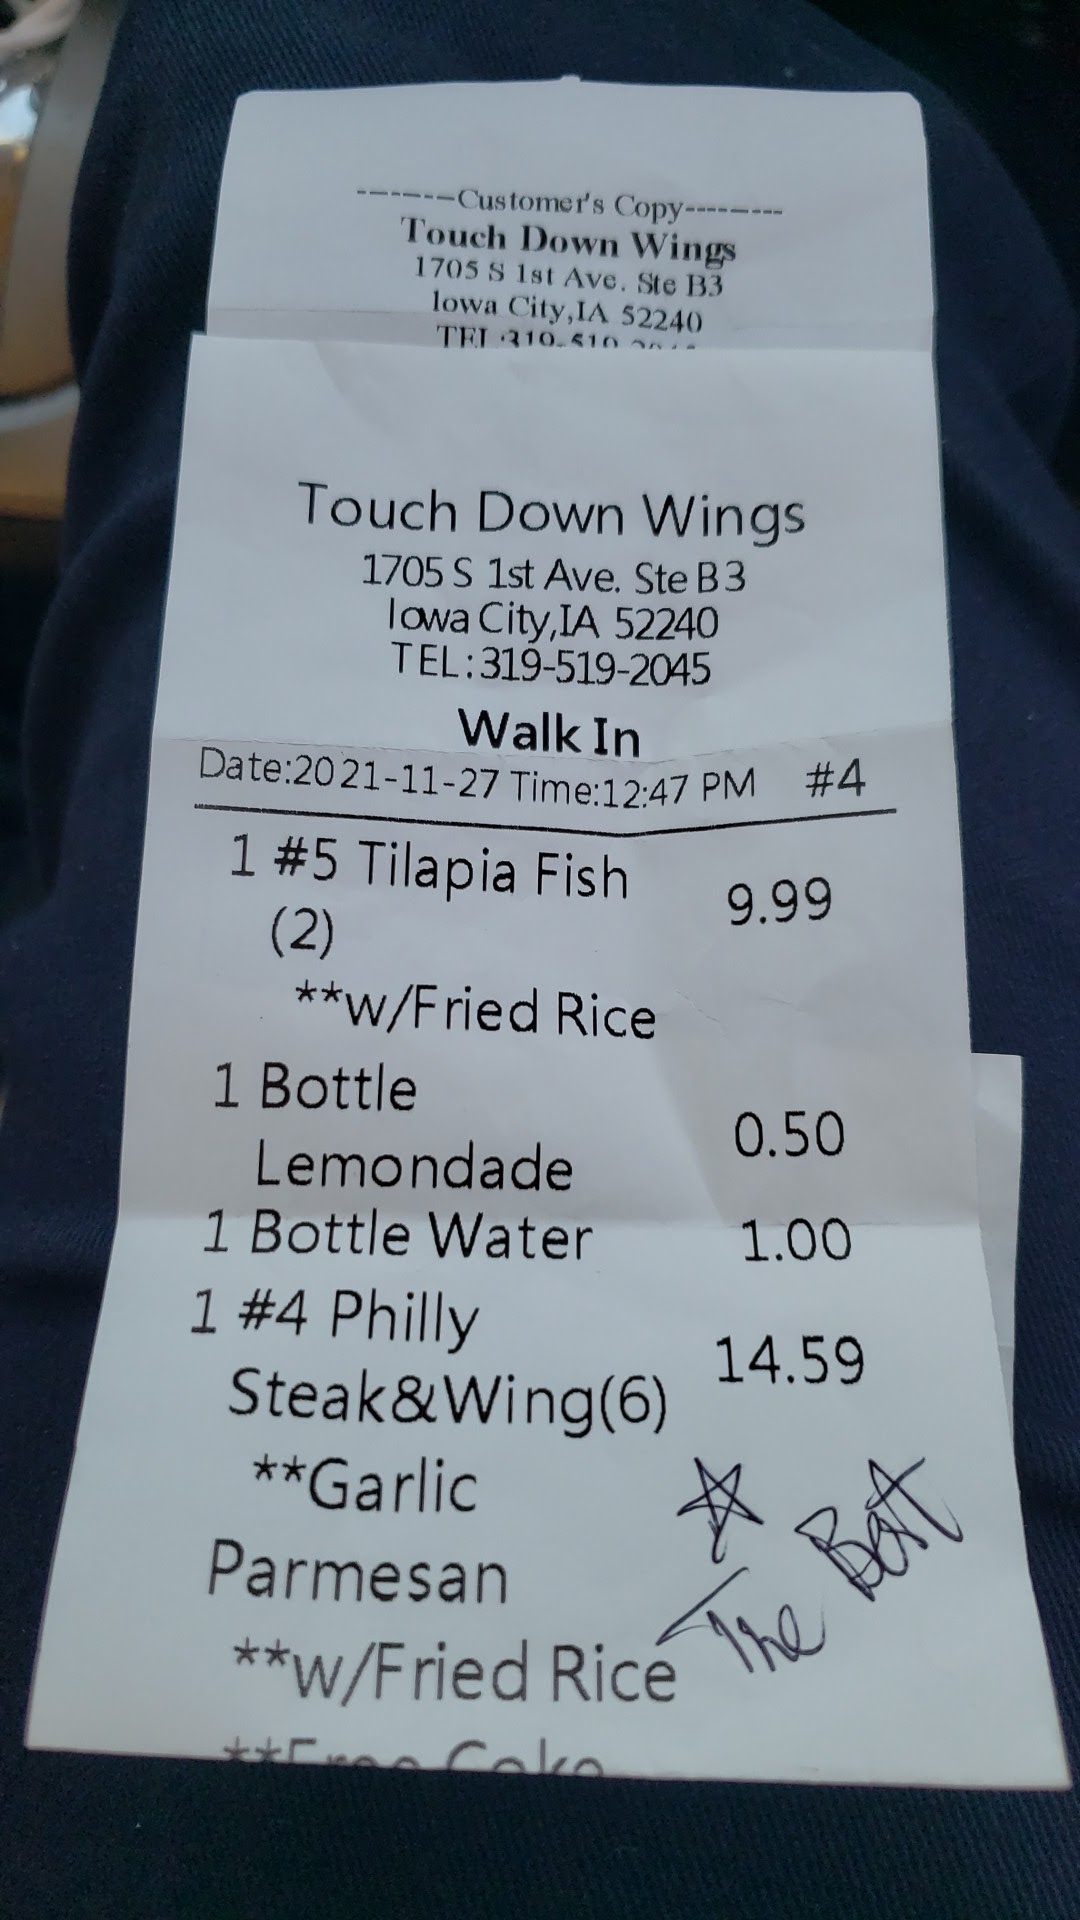 --------Customer's Copy---------
Touch Down Wings
1705 S 1st Ave. Ste B3
Iowa City,IA 52240
Touch Down Wings
1705 S 1st Ave. Ste B3
Iowa City,IA 52240
TEL:319-519-2045
Walk In
Date:2021-11-27 Time:12:47 PM #4
1 #5 Tilapia Fish 9.99
(2)
**w/Fried Rice
1 Bottle
Lemondade 0.50
1 Bottle Water 1.00
1 #4 Philly
Steak&Wing(6) 14.59
**Garlic
Parmesan
The
**w/Fried Rice
**Free Coke